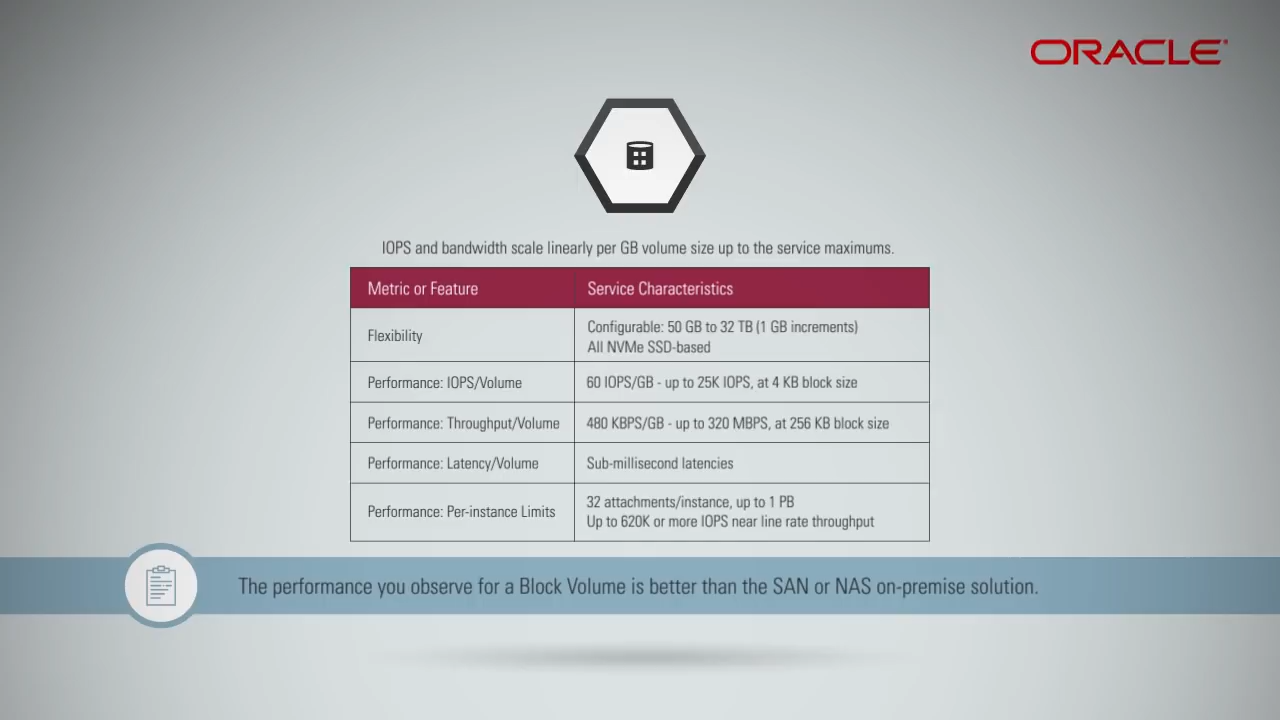 ORACLE
IOPS and bandwidth scale linearly per GB volume size up to the service maximums.
Metric or Feature
Service Characteristics
Flexibility
Configurable: 50 GB to 32 TB (1 GB increments)
All NVMe SSD-based
Performance: IOPS/Volume
60 IOPS/GB - up to 25K IOPS, at 4 KB block size
Performance: Throughput/Volume
480 KBPS/GB - up to 320 MBPS, at 256 KB block size
Performance: Latency/Volume
Sub-millisecond latencies
Performance: Per-instance Limits
32 attachments/instance, up to 1 PB
Up to 620K or more IOPS near line rate throughput
The performance you observe for a Block Volume is better than the SAN or NAS on-premise solution.